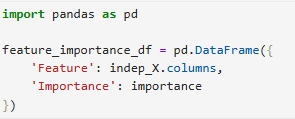 import pandas as pd
feature_importance_df = pd.DataFrame({
    'Feature': indep_X.columns,
    'Importance': importance
})